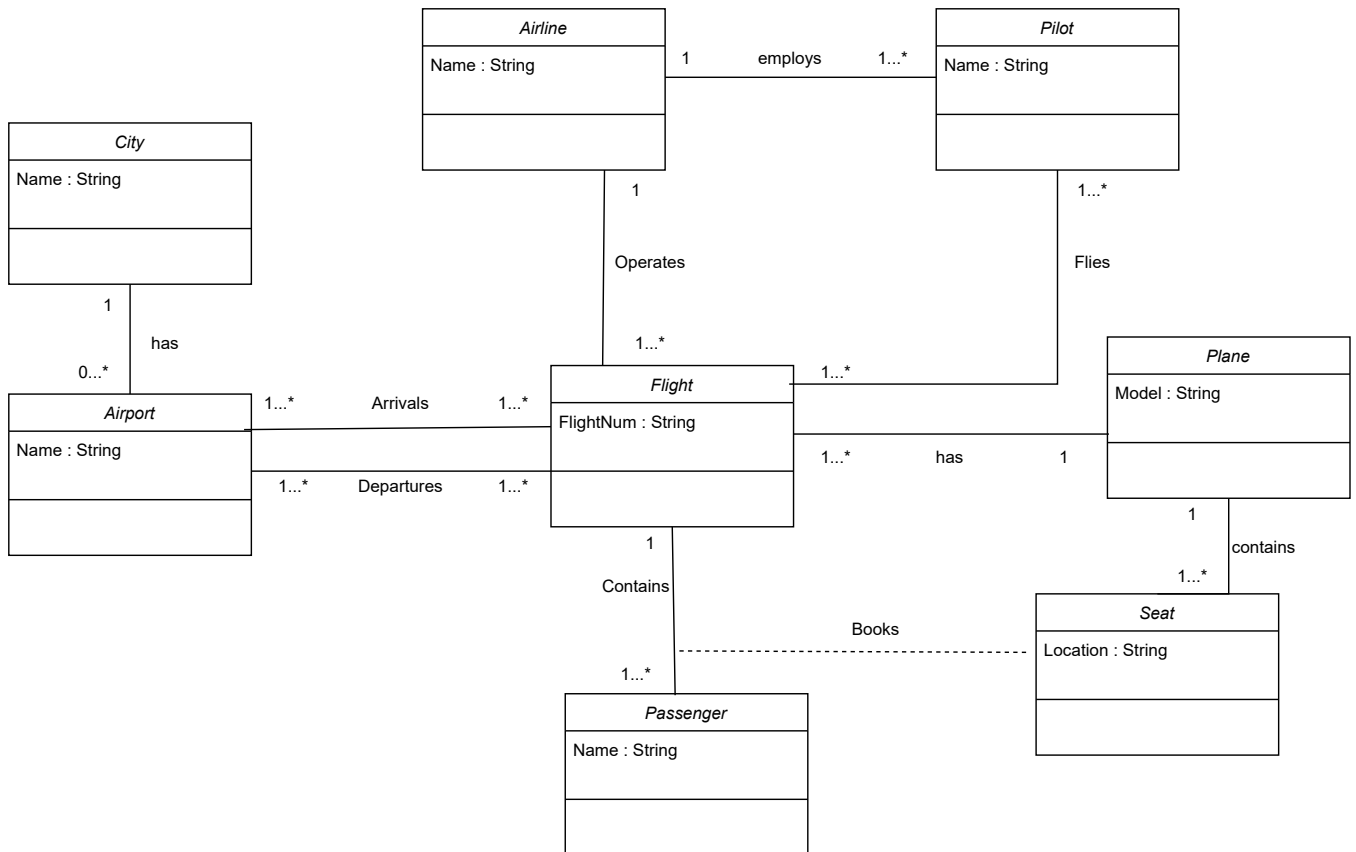 Airline
Name : String
1 employs 1...*
Pilot
Name : String
City
Name : String
1
1...*
Operates
Flies
1
has
0...*
1...*
1...*
Airport
Name : String
1...* Arrivals 1...*
Flight
FlightNum : String
Plane
Model : String
1...* has 1
1...* Departures 1...*
1
Contains
1...*
1
contains
1...*
Books
Seat
Location : String
Passenger
Name : String